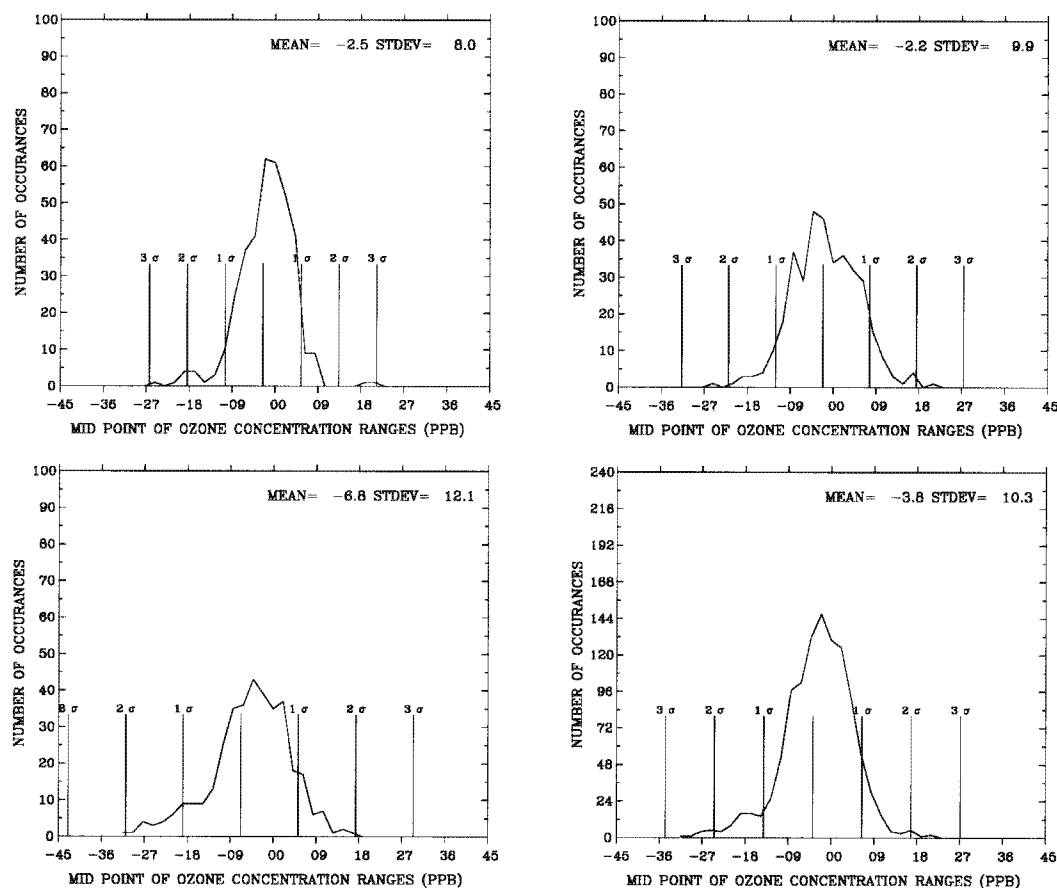 100
90
80
70
60
50
40
30
20
10
0
NUMBER OF OCCURANCES
MEAN= -2.5 STDEV= 8.0
3 σ 2 σ 1 σ 1 σ 2 σ 3 σ
-45 -36 -27 -18 -09 00 09 18 27 36 45
MID POINT OF OZONE CONCENTRATION RANGES (PPB)
100
90
80
70
60
50
40
30
20
10
0
NUMBER OF OCCURANCES
MEAN= -2.2 STDEV= 9.9
3 σ 2 σ 1 σ 1 σ 2 σ 3 σ
-45 -36 -27 -18 -09 00 09 18 27 36 45
MID POINT OF OZONE CONCENTRATION RANGES (PPB)
100
90
80
70
60
50
40
30
20
10
0
NUMBER OF OCCURANCES
MEAN= -6.8 STDEV= 12.1
σ 2 σ 1 σ 1 σ 2 σ 3 σ
-45 -36 -27 -18 -09 00 09 18 27 36 45
MID POINT OF OZONE CONCENTRATION RANGES (PPB)
240
216
192
168
144
120
96
72
48
24
0
NUMBER OF OCCURANCES
MEAN= -3.8 STDEV= 10.3
3 σ 2 σ 1 σ 1 σ 2 σ 3 σ
-45 -36 -27 -18 -09 00 09 18 27 36 45
MID POINT OF OZONE CONCENTRATION RANGES (PPB)